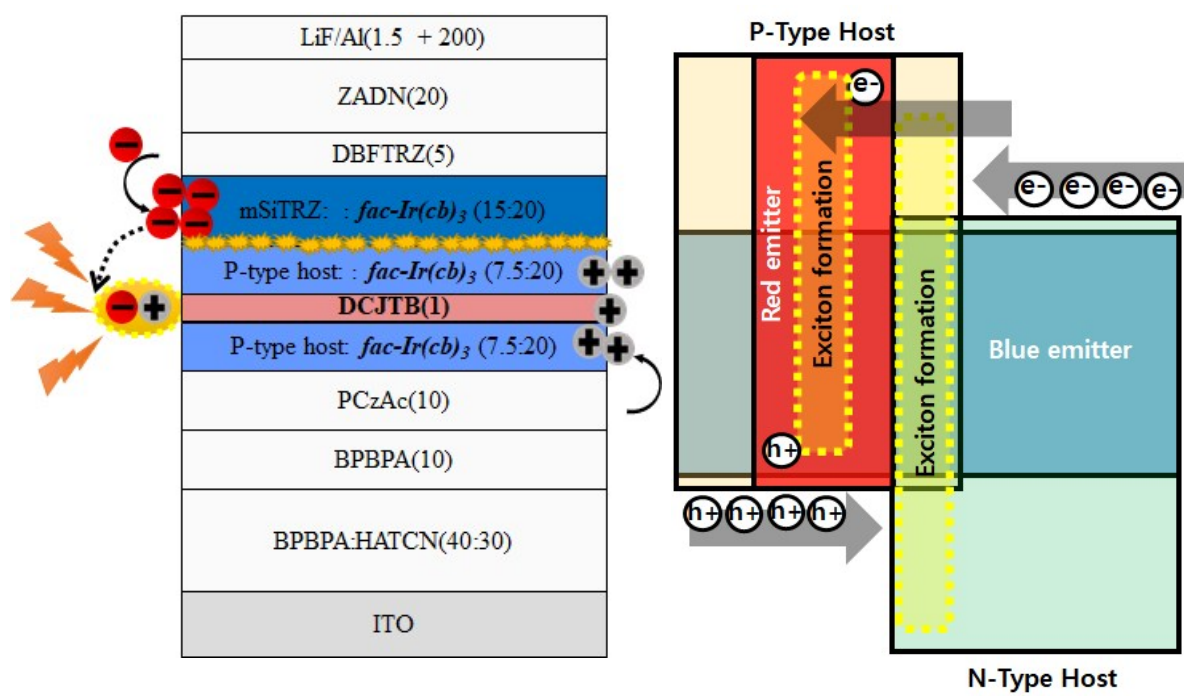 LiF/Al(1.5 + 200)
ZADN(20)
DBFTRZ(5)
mSiTRZ: : fac-Ir(cb)₃ (15:20)
P-type host: : fac-Ir(cb)₃ (7.5:20)
DCJTB(1)
P-type host: fac-Ir(cb)₃ (7.5:20)
PCzAc(10)
BPBPA(10)
BPBPA:HATCN(40:30)
ITO
P-Type Host
e-
e- e- e- e-
Red emitter
Exciton formation
Exciton formation
Blue emitter
h+
h+ h+ h+ h+
N-Type Host